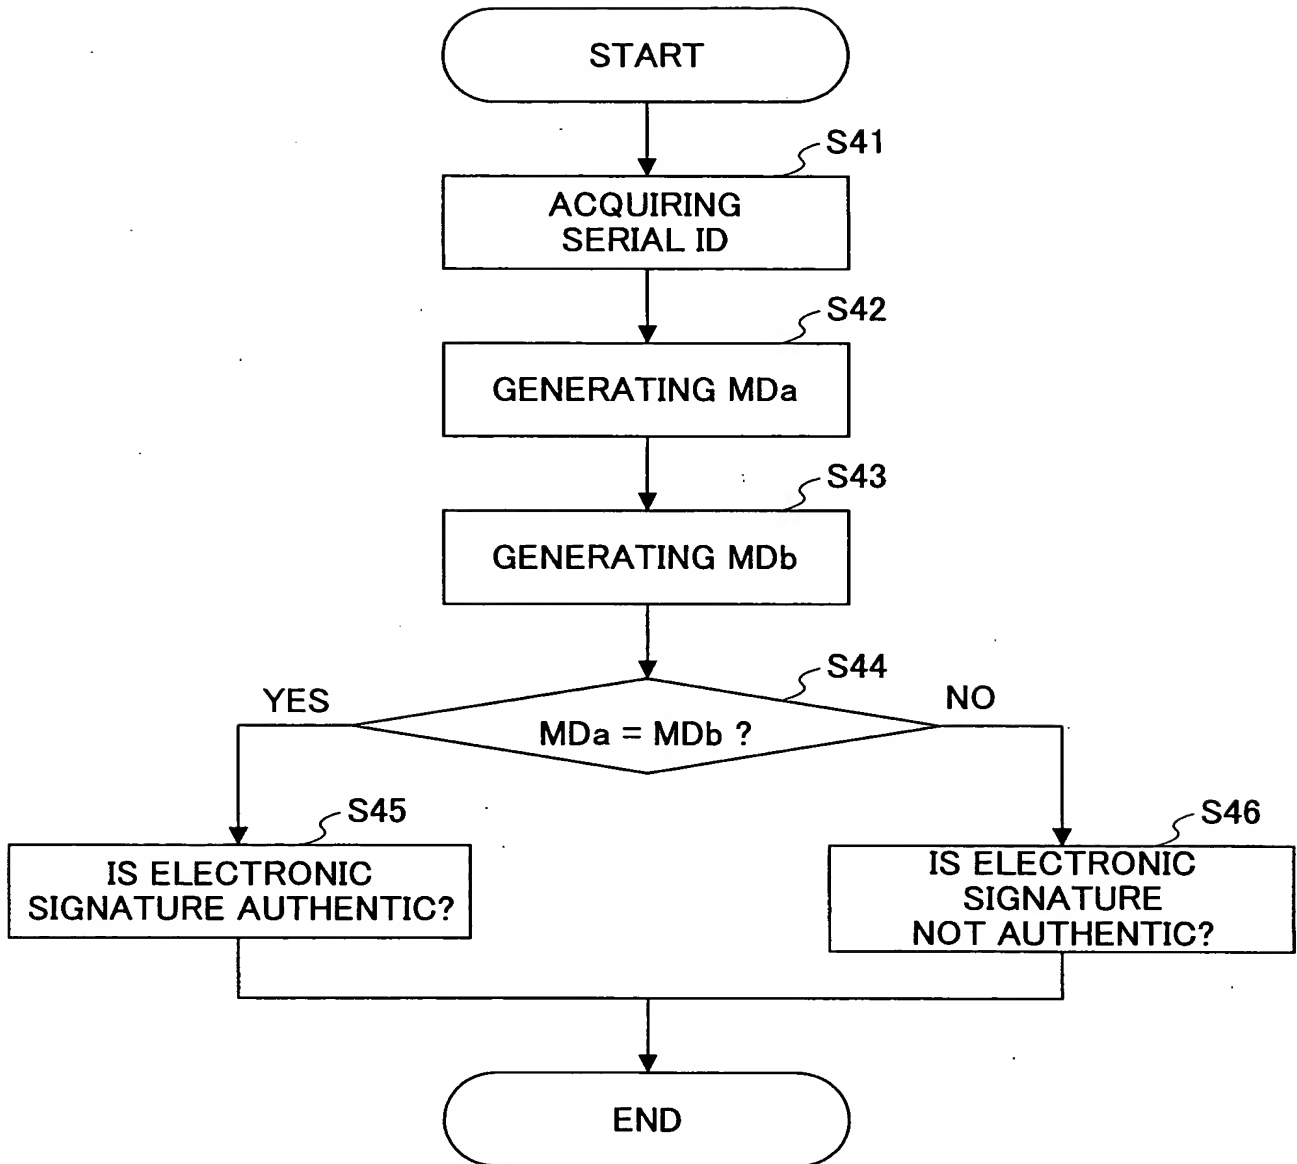 START
S41
ACQUIRING
SERIAL ID
S42
GENERATING MDa
S43
GENERATING MDb
S44
YES
MDa = MDb ?
NO
S45
IS ELECTRONIC
SIGNATURE AUTHENTIC?
S46
IS ELECTRONIC
SIGNATURE
NOT AUTHENTIC?
END